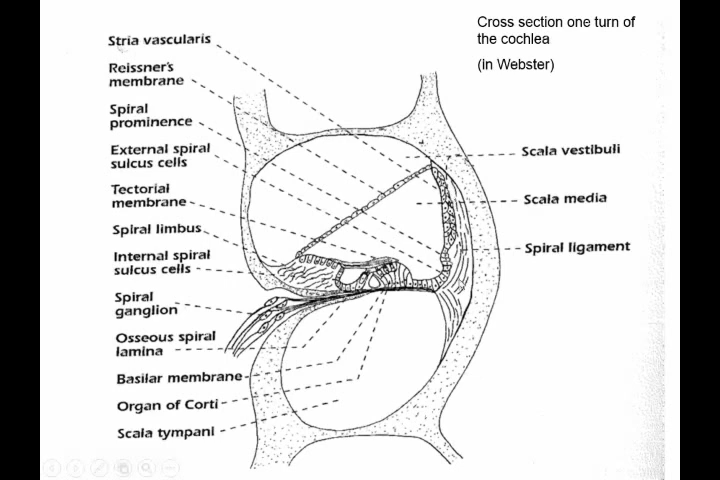 Cross section one turn of
the cochlea
(in Webster)
Stria vascularis
Reissner's
membrane
Spiral
prominence
External spiral
sulcus cells
Tectorial
membrane
Spiral limbus
Internal spiral
sulcus cells
Spiral
ganglion
Osseous spiral
lamina
Basilar membrane
Organ of Corti
Scala tympani
Scala vestibuli
Scala media
Spiral ligament